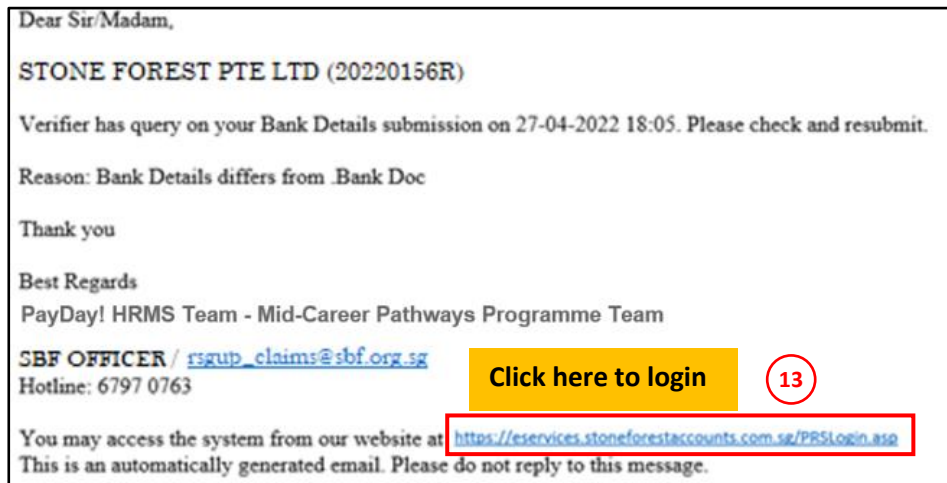 Dear Sir/Madam,
STONE FOREST PTE LTD (20220156R)
Verifier has query on your Bank Details submission on 27-04-2022 18:05. Please check and resubmit.
Reason: Bank Details differs from .Bank Doc
Thank you
Best Regards
PayDay! HRMS Team - Mid-Career Pathways Programme Team
SBF OFFICER / rsgup_claims@sbf.org.sg
Hotline: 6797 0763
Click here to login 13
You may access the system from our website at https://eservices.stoneforestaccounts.com.sg/PRSLogin.asp
This is an automatically generated email. Please do not reply to this message.